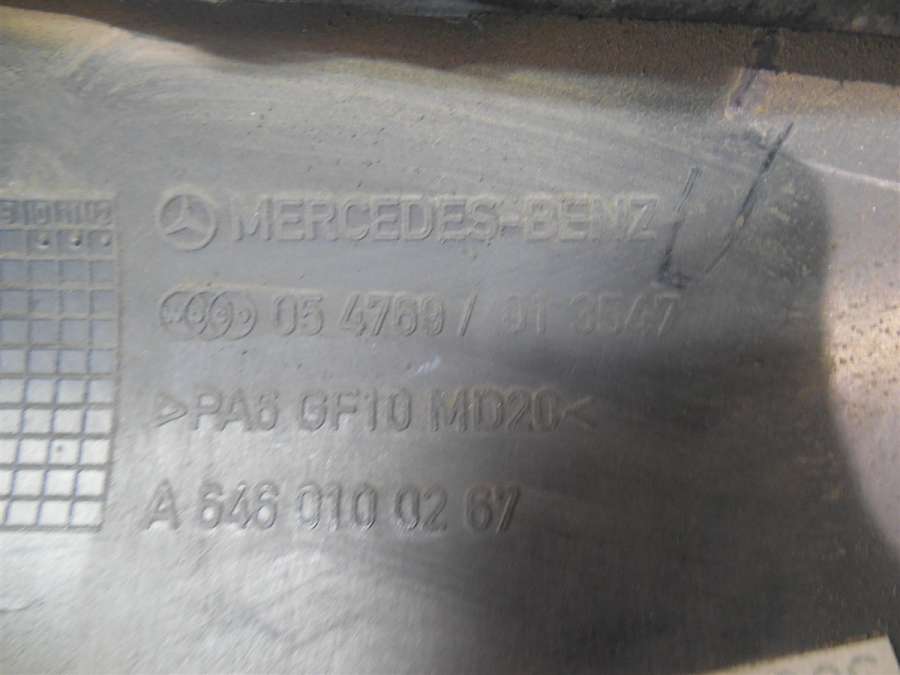 MERCEDES-BENZ
05 4769 / 01 3547
>PA6 GF10 MD20<
A 646 010 02 67